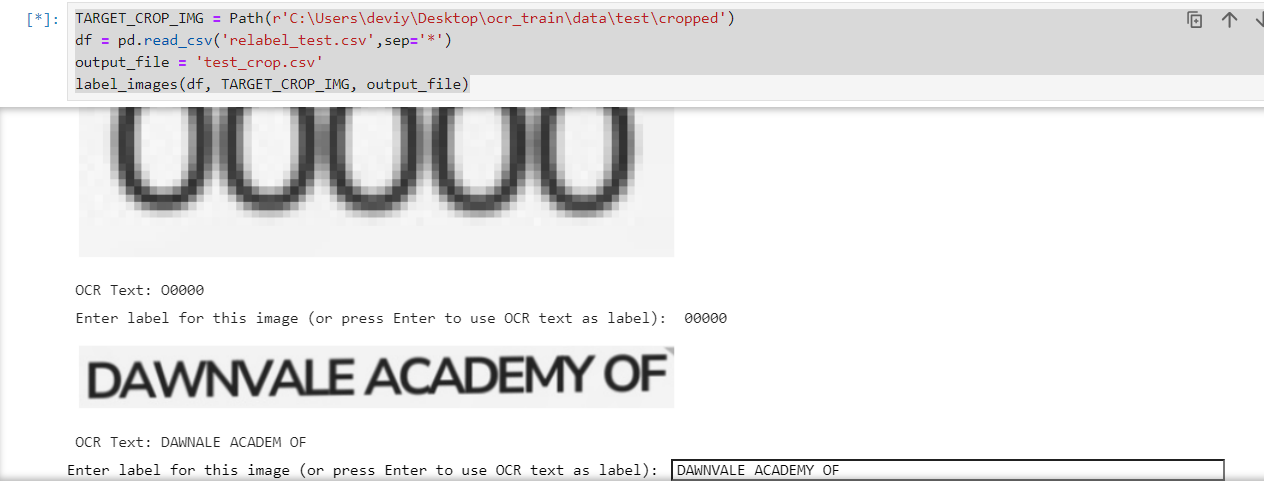 [*]: TARGET_CROP_IMG = Path(r'C:\Users\deviy\Desktop\ocr_train\data\test\cropped')
df = pd.read_csv('relabel_test.csv',sep='*')
output_file = 'test_crop.csv'
label_images(df, TARGET_CROP_IMG, output_file)
00000
OCR Text: O0000
Enter label for this image (or press Enter to use OCR text as label): 00000
DAWNVALE ACADEMY OF
OCR Text: DAWNALE ACADEM OF
Enter label for this image (or press Enter to use OCR text as label): DAWNVALE ACADEMY OF